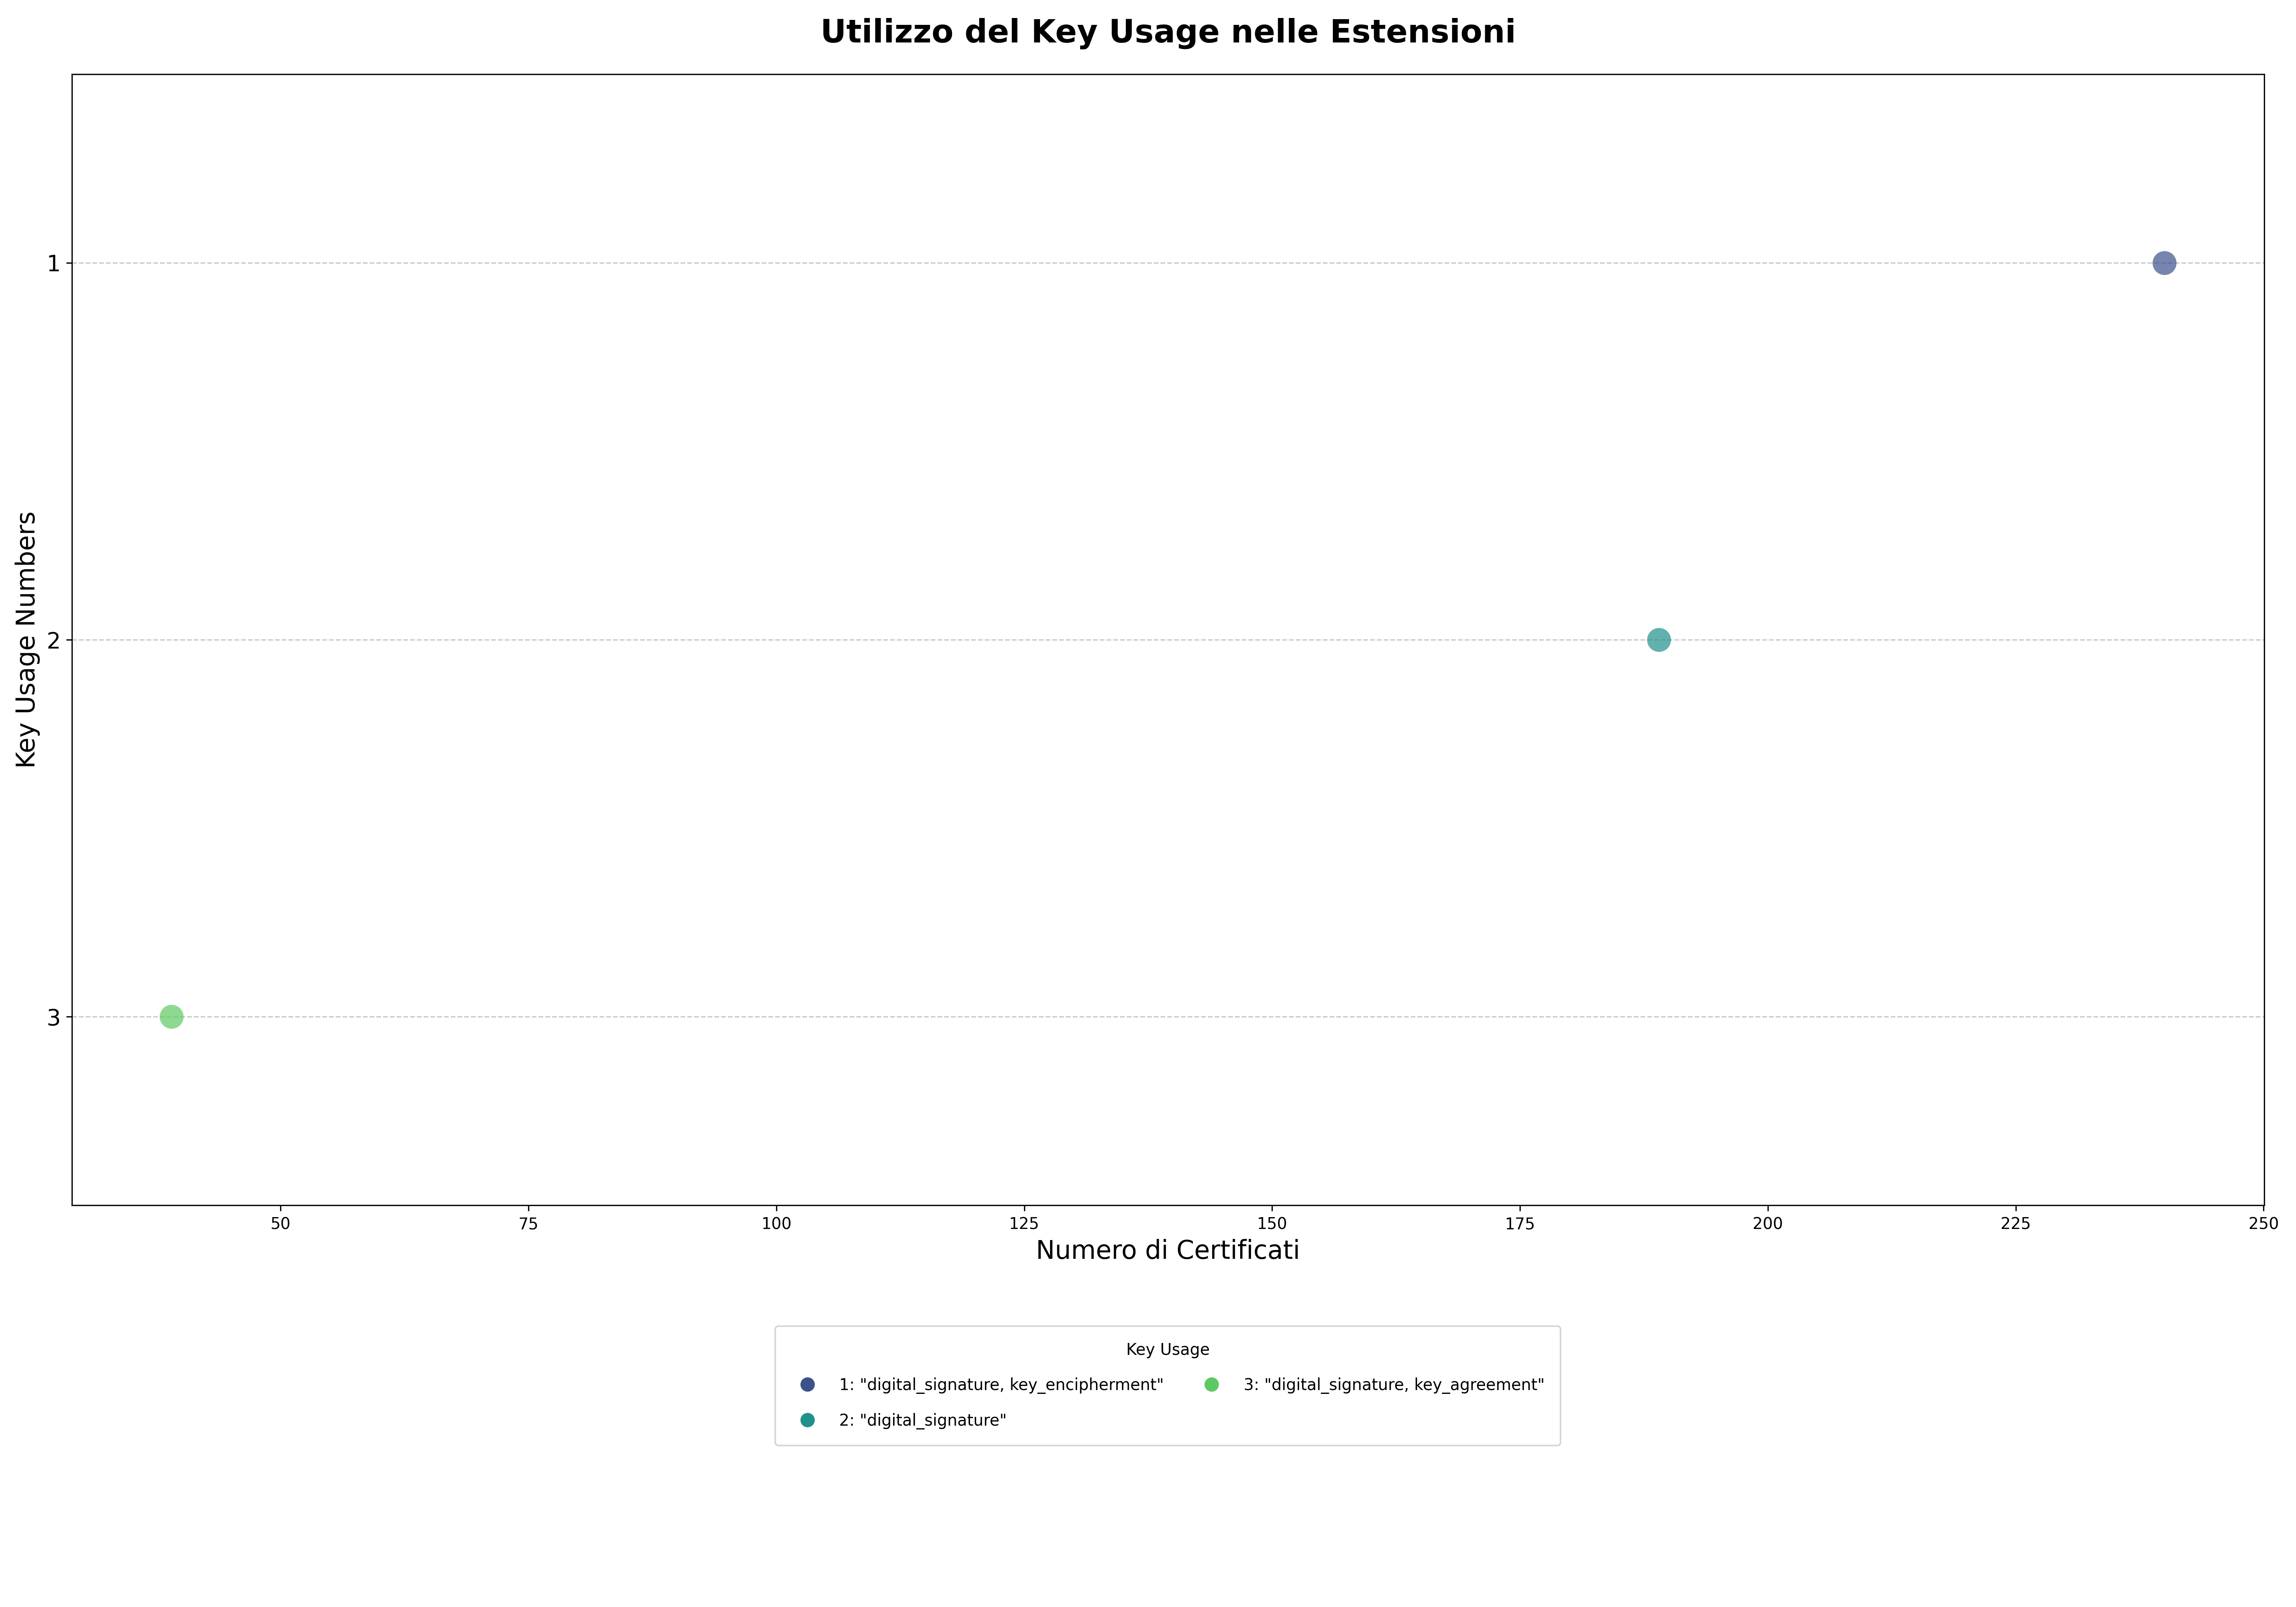 Utilizzo del Key Usage nelle Estensioni
Key Usage Numbers
1
2
3
50 75 100 125 150 175 200 225 250
Numero di Certificati
Key Usage
1: "digital_signature, key_encipherment" 3: "digital_signature, key_agreement"
2: "digital_signature"